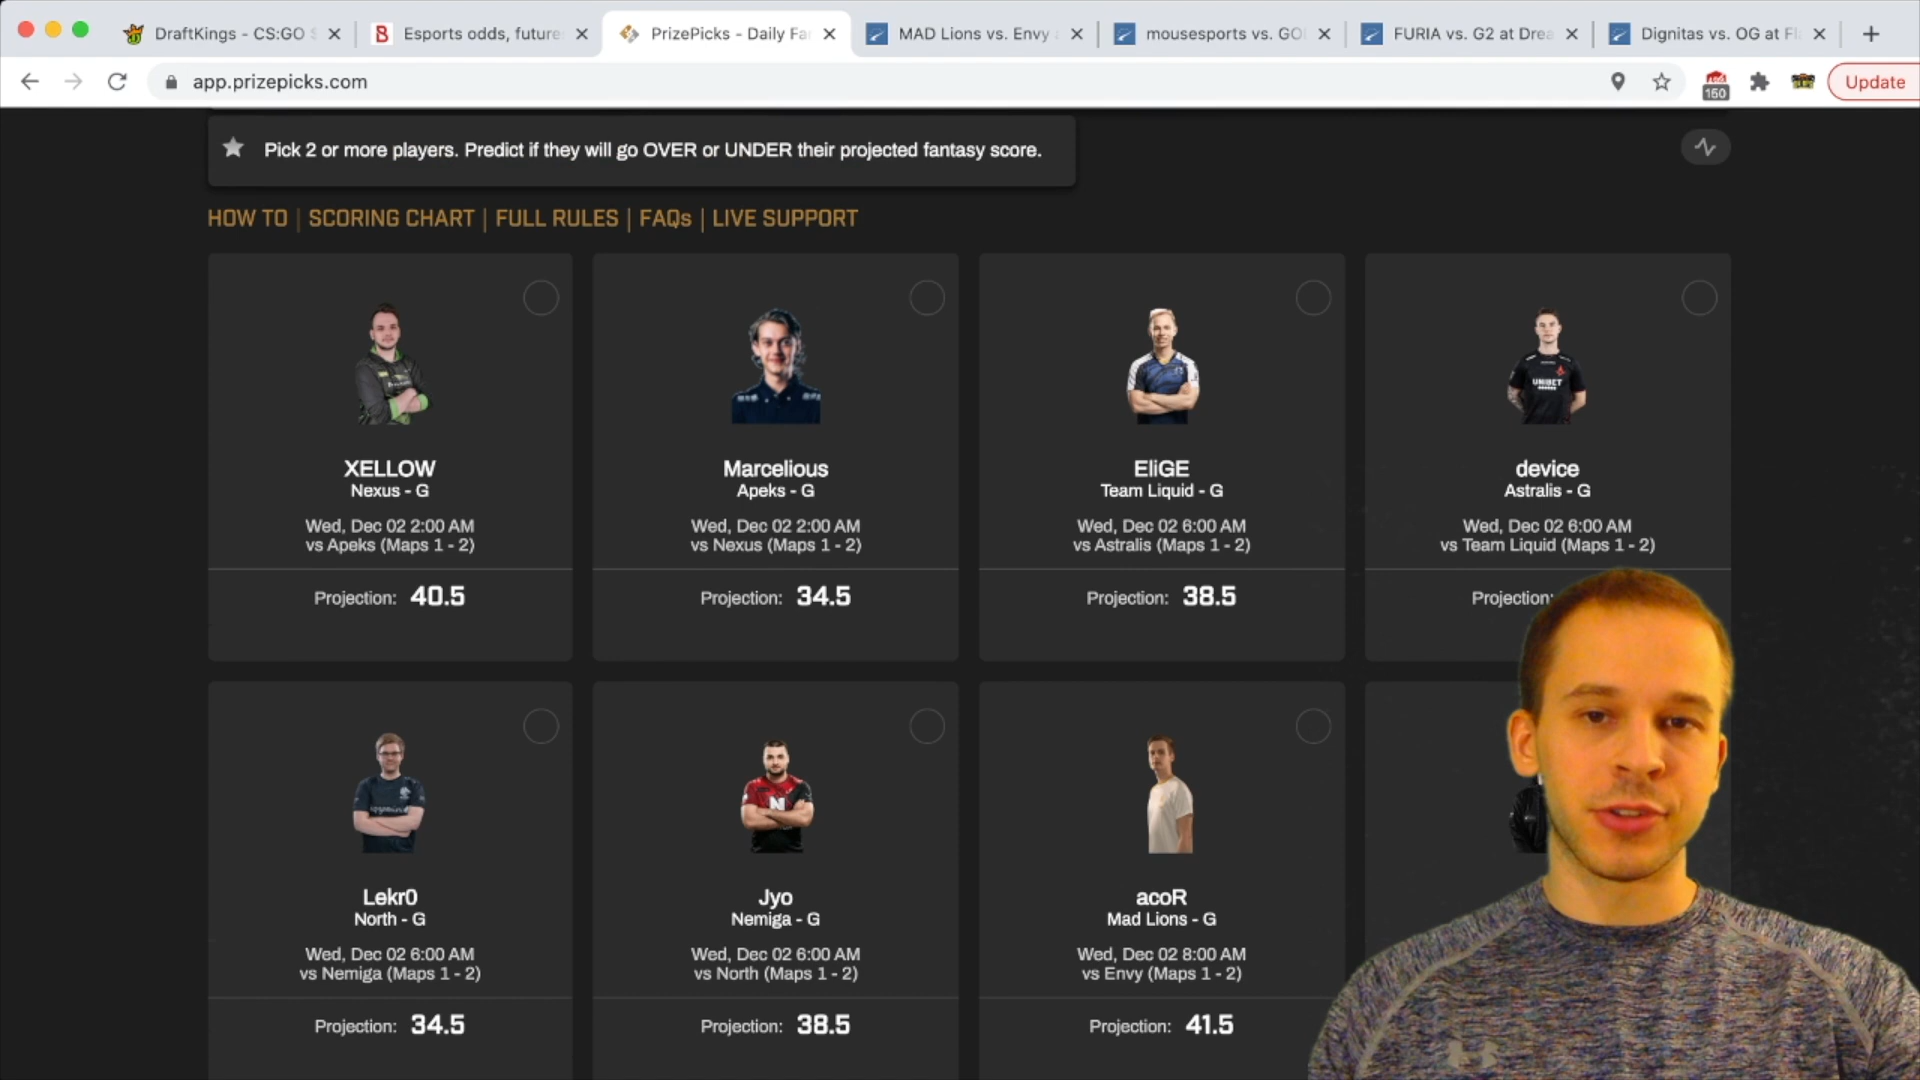 DraftKings - CS:GO S
Esports odds, future
PrizePicks - Daily Fa
MAD Lions vs. Envy
mousesports vs. GO
FURIA vs. G2 at Drea
Dignitas vs. OG at Fl
app.prizepicks.com
150
Update
Pick 2 or more players. Predict if they will go OVER or UNDER their projected fantasy score.
HOW TO | SCORING CHART | FULL RULES | FAQs | LIVE SUPPORT
XELLOW
Nexus - G
Wed, Dec 02 2:00 AM
vs Apeks (Maps 1 - 2)
Projection: 40.5
Marcelious
Apeks - G
Wed, Dec 02 2:00 AM
vs Nexus (Maps 1 - 2)
Projection: 34.5
EliGE
Team Liquid - G
Wed, Dec 02 6:00 AM
vs Astralis (Maps 1 - 2)
Projection: 38.5
UNIBET
device
Astralis - G
Wed, Dec 02 6:00 AM
vs Team Liquid (Maps 1 - 2)
Projection:
Lekr0
North - G
Wed, Dec 02 6:00 AM
vs Nemiga (Maps 1 - 2)
Projection: 34.5
N
Jyo
Nemiga - G
Wed, Dec 02 6:00 AM
vs North (Maps 1 - 2)
Projection: 38.5
acoR
Mad Lions - G
Wed, Dec 02 8:00 AM
vs Envy (Maps 1 - 2)
Projection: 41.5